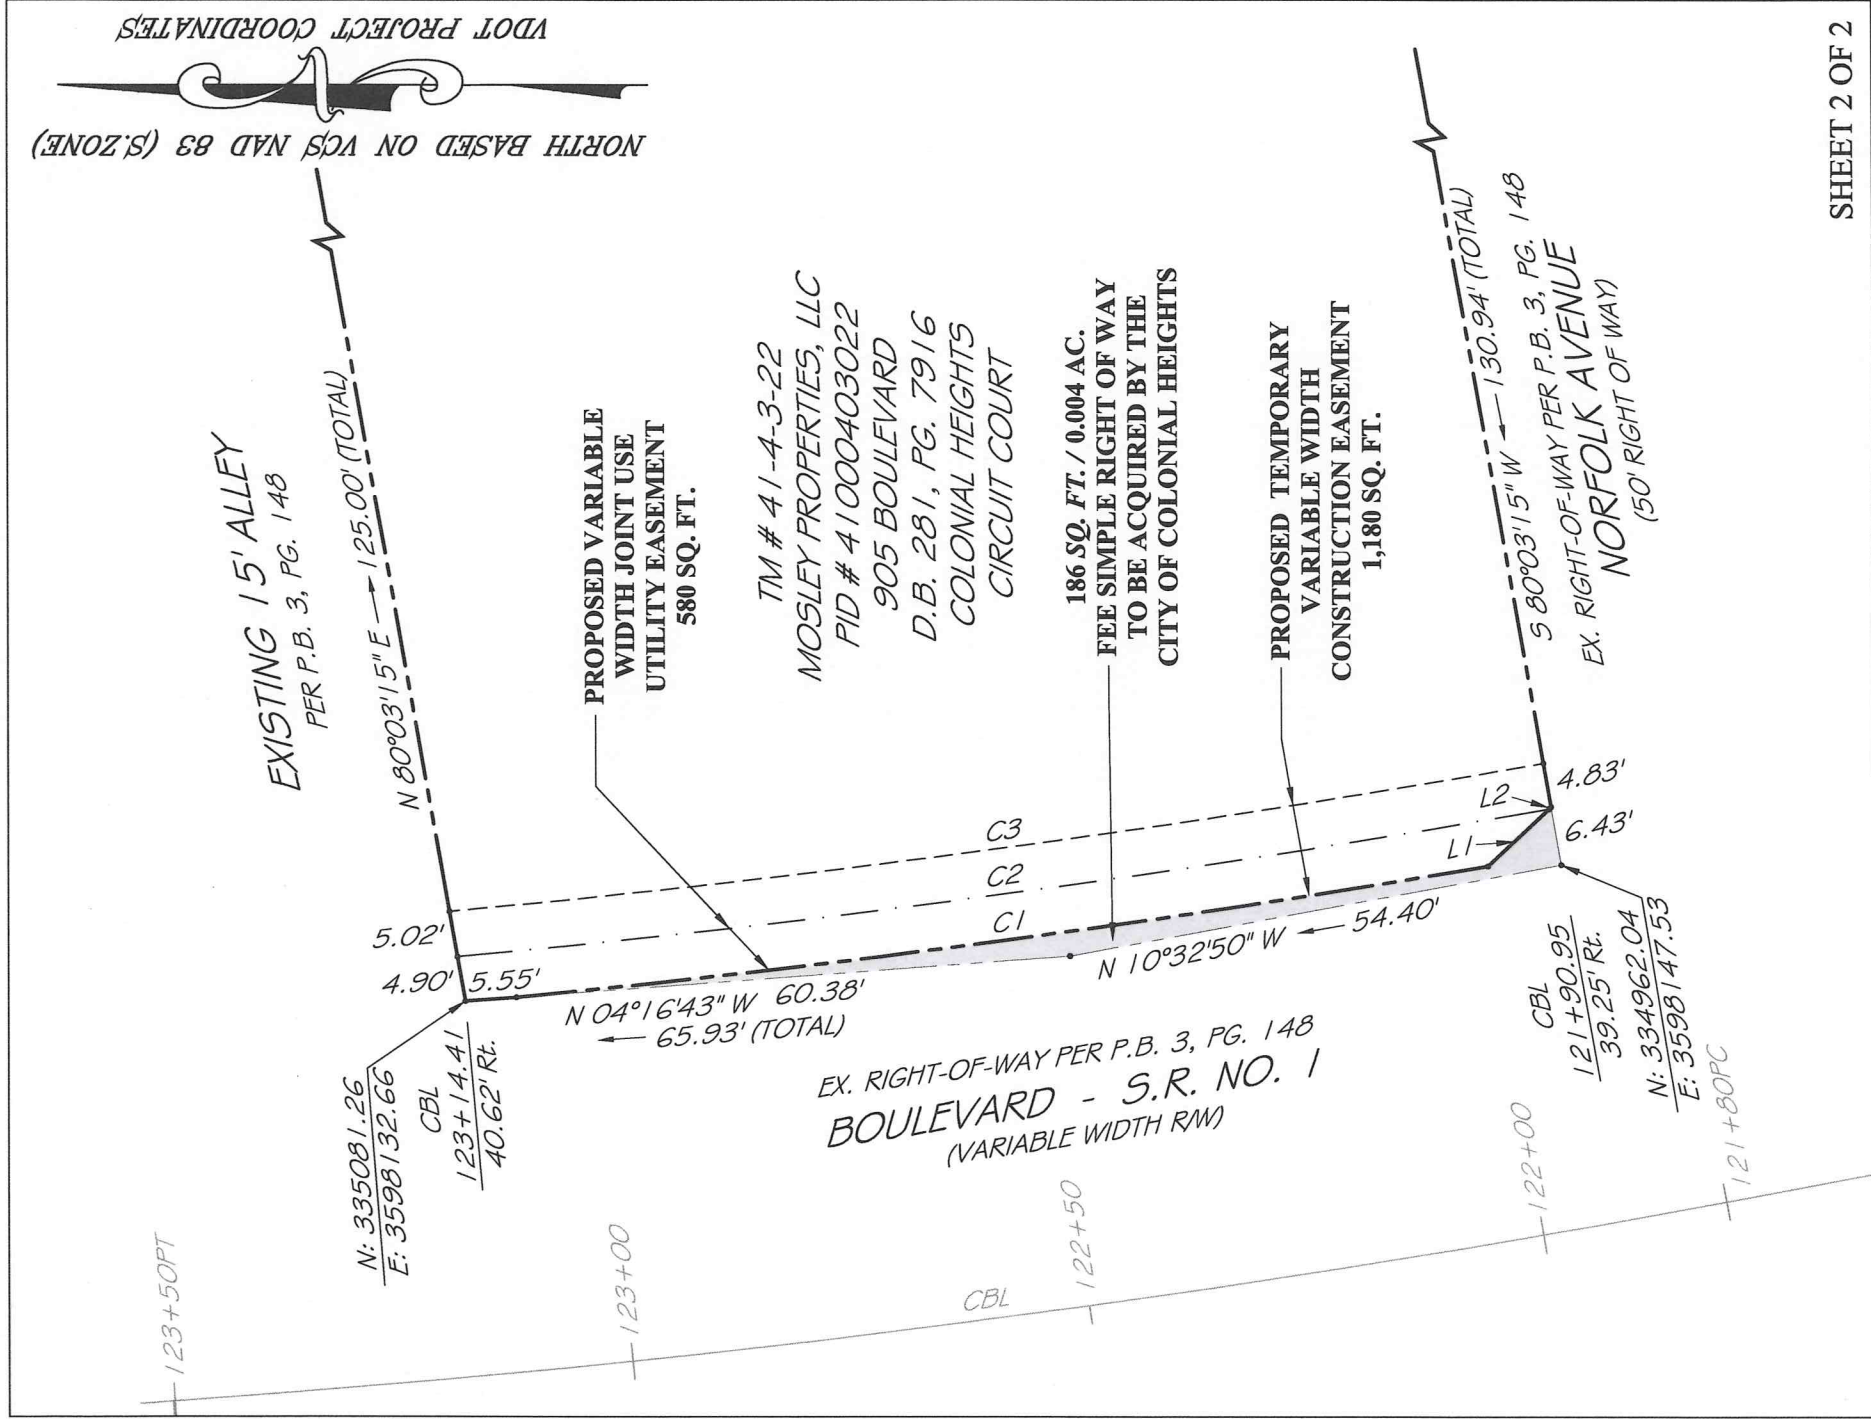 VDOT PROJECT COORDINATES
NORTH BASED ON VCS NAD 83 (S.ZONE)
EXISTING 15' ALLEY
PER P.B. 3, PG. 148
N 80°03'15" E 125.00' (TOTAL)
PROPOSED VARIABLE
WIDTH JOINT USE
UTILITY EASEMENT
580 SQ. FT.
TM # 41-4-3-22
MOSLEY PROPERTIES, LLC
PID # 41000403022
905 BOULEVARD
D.B. 281, PG. 7916
COLONIAL HEIGHTS
CIRCUIT COURT
186 SQ. FT. / 0.004 AC.
FEE SIMPLE RIGHT OF WAY
TO BE ACQUIRED BY THE
CITY OF COLONIAL HEIGHTS
PROPOSED TEMPORARY
VARIABLE WIDTH
CONSTRUCTION EASEMENT
1,180 SQ. FT.
S 80°03'15" W 130.94' (TOTAL)
EX. RIGHT-OF-WAY PER P.B. 3, PG. 148
NORFOLK AVENUE
(50' RIGHT OF WAY)
5.02'
4.90'
5.55'
C3
C2
C1
L2
L1
4.83'
6.43'
N 04°16'43" W 60.38'
65.93' (TOTAL)
N 10°32'50" W 54.40'
N: 335081.26
E: 3598132.66
CBL
123+14.41
40.62' Rt.
EX. RIGHT-OF-WAY PER P.B. 3, PG. 148
BOULEVARD - S.R. NO. 1
(VARIABLE WIDTH R/W)
CBL
121+90.95
39.25' Rt.
N: 334962.04
E: 3598147.53
123+50PT
123+00
CBL
122+50
122+00
121+80PC
SHEET 2 OF 2